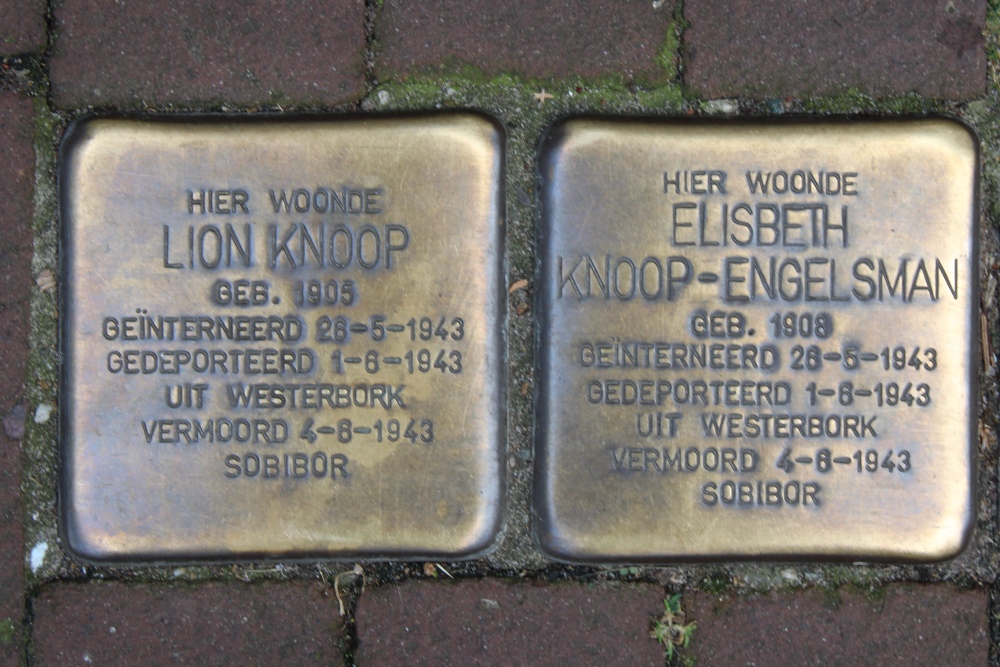 HIER WOONDE
LION KNOOP
GEB. 1905
GEÏNTERNEERD 26-5-1943
GEDEPORTEERD 1-6-1943
UIT WESTERBORK
VERMOORD 4-6-1943
SOBIBOR
HIER WOONDE
ELISBETH
KNOOP-ENGELSMAN
GEB. 1908
GEÏNTERNEERD 26-5-1943
GEDEPORTEERD 1-6-1943
UIT WESTERBORK
VERMOORD 4-6-1943
SOBIBOR